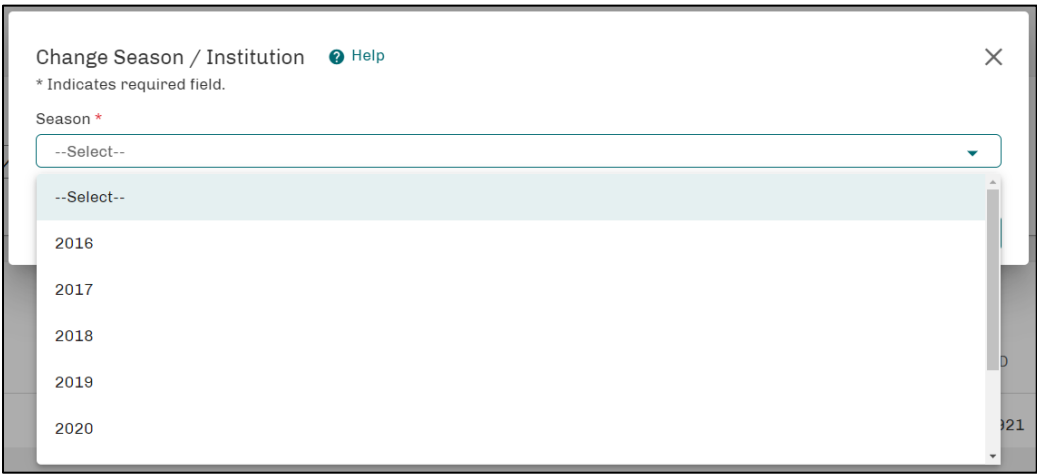 Change Season / Institution ? Help
* Indicates required field.
Season *
--Select--
--Select--
2016
2017
2018
2019
2020